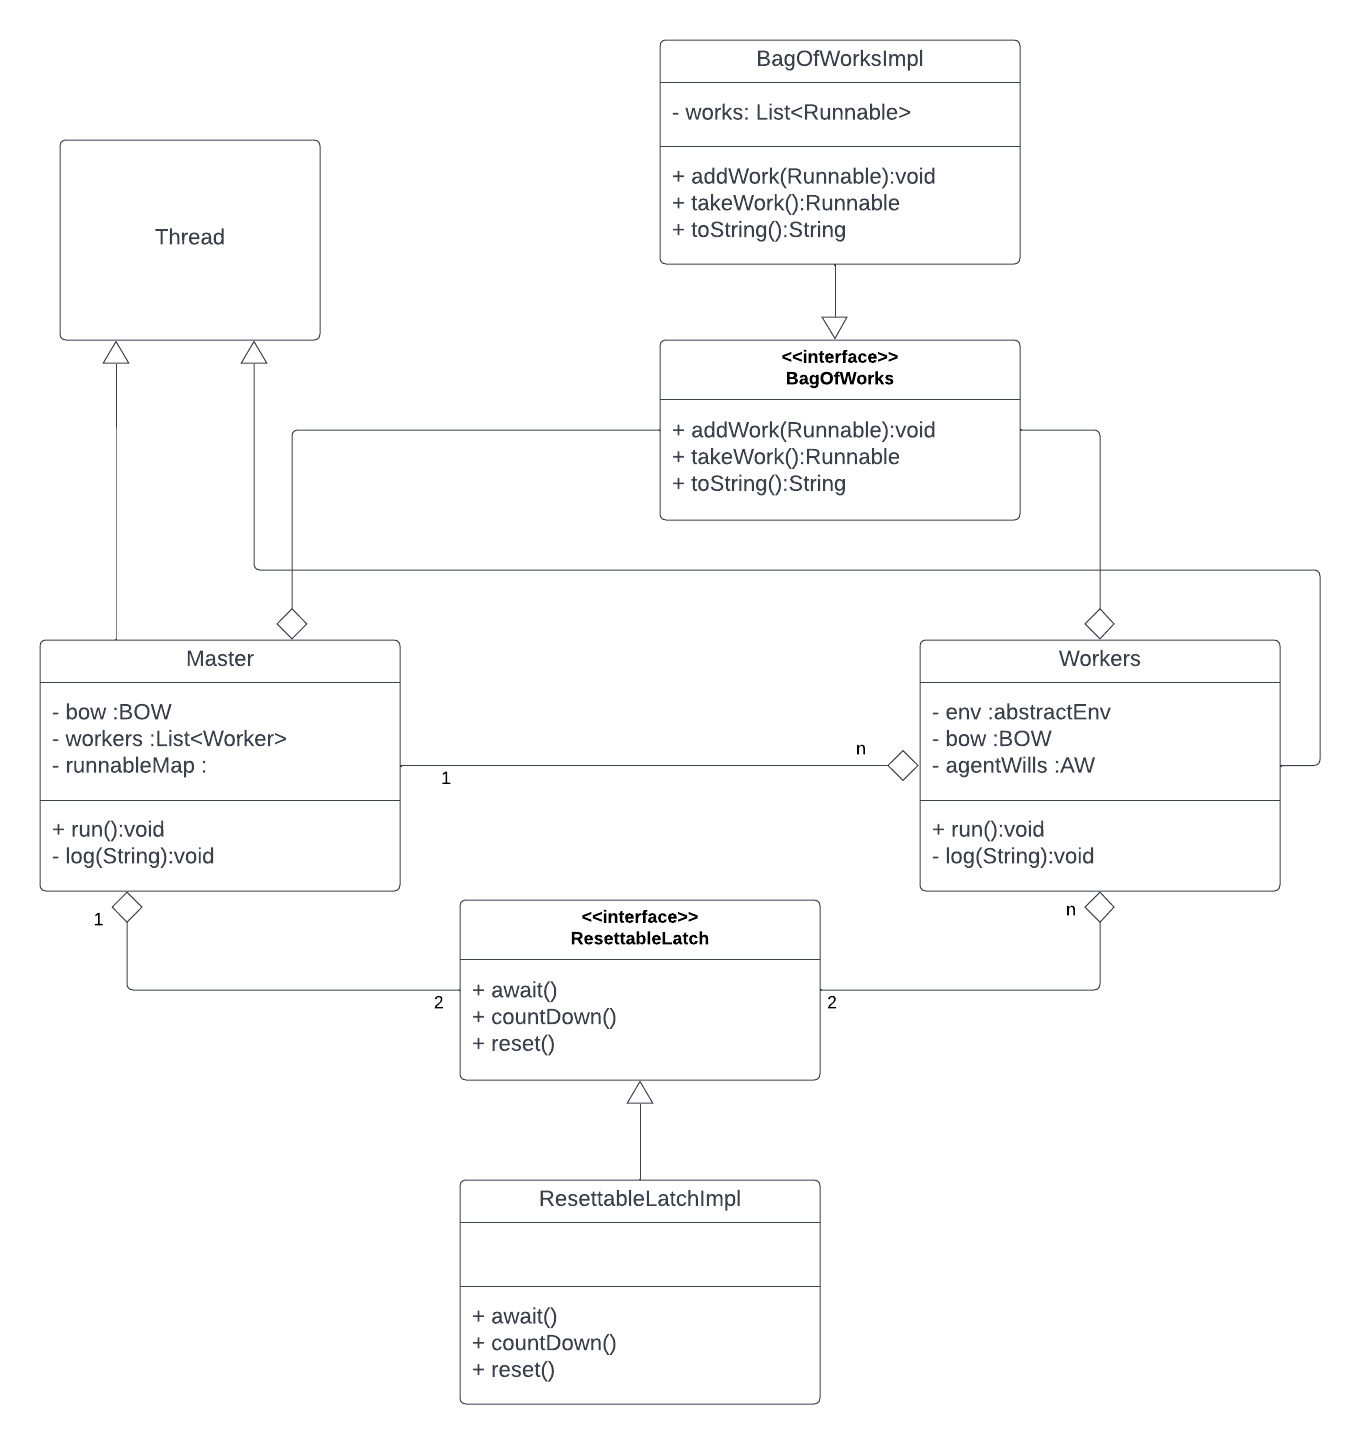 BagOfWorksImpl
- works: List<Runnable>
+ addWork(Runnable):void
+ takeWork():Runnable
+ toString():String
Thread
<<interface>>
BagOfWorks
+ addWork(Runnable):void
+ takeWork():Runnable
+ toString():String
Master
- bow :BOW
- workers :List<Worker>
- runnableMap :
+ run():void
- log(String):void
1
n
Workers
- env :abstractEnv
- bow :BOW
- agentWills :AW
+ run():void
- log(String):void
1
2
<<interface>>
ResettableLatch
+ await()
+ countDown()
+ reset()
n
2
ResettableLatchImpl
+ await()
+ countDown()
+ reset()